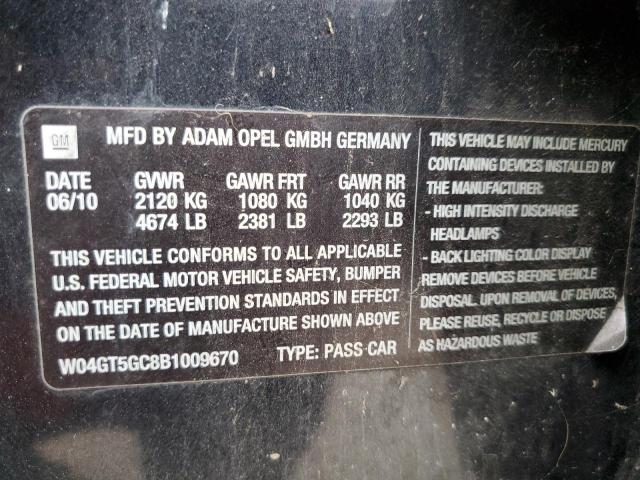 GM
MFD BY ADAM OPEL GMBH GERMANY
DATE GVWR GAWR FRT GAWR RR
06/10 2120 KG 1080 KG 1040 KG
4674 LB 2381 LB 2293 LB
THIS VEHICLE CONFORMS TO ALL APPLICABLE
U.S. FEDERAL MOTOR VEHICLE SAFETY, BUMPER
AND THEFT PREVENTION STANDARDS IN EFFECT
ON THE DATE OF MANUFACTURE SHOWN ABOVE
W04GT5GC8B1009670 TYPE: PASS CAR
THIS VEHICLE MAY INCLUDE MERCURY
CONTAINING DEVICES INSTALLED BY
THE MANUFACTURER:
- HIGH INTENSITY DISCHARGE
HEADLAMPS
- BACK LIGHTING COLOR DISPLAY
REMOVE DEVICES BEFORE VEHICLE
DISPOSAL. UPON REMOVAL OF DEVICES,
PLEASE REUSE, RECYCLE OR DISPOSE
AS HAZARDOUS WASTE